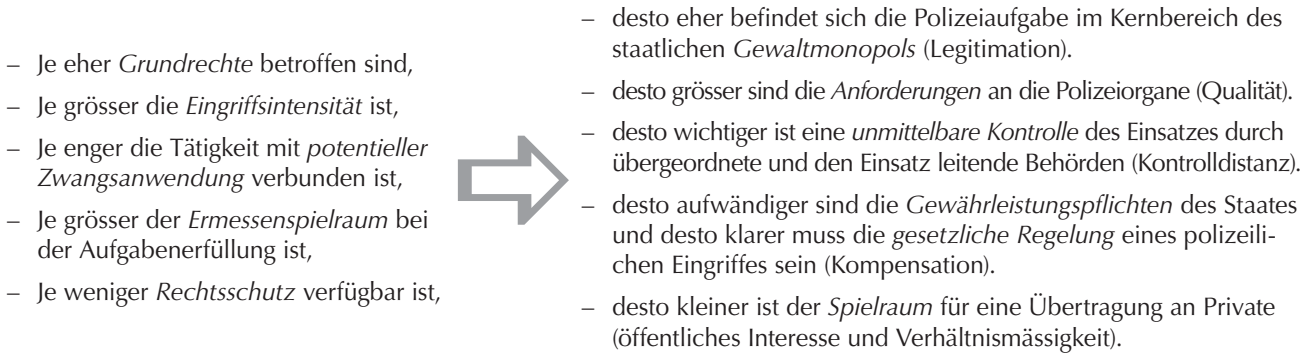 – Je eher Grundrechte betroffen sind,
– Je grösser die Eingriffsintensität ist,
– Je enger die Tätigkeit mit potentieller
Zwangsanwendung verbunden ist,
– Je grösser der Ermessenspielraum bei
der Aufgabenerfüllung ist,
– Je weniger Rechtsschutz verfügbar ist,
– desto eher befindet sich die Polizeiaufgabe im Kernbereich des
staatlichen Gewaltmonopols (Legitimation).
– desto grösser sind die Anforderungen an die Polizeiorgane (Qualität).
– desto wichtiger ist eine unmittelbare Kontrolle des Einsatzes durch
übergeordnete und den Einsatz leitende Behörden (Kontrolldistanz).
– desto aufwändiger sind die Gewährleistungspflichten des Staates
und desto klarer muss die gesetzliche Regelung eines polizeili-
chen Eingriffes sein (Kompensation).
– desto kleiner ist der Spielraum für eine Übertragung an Private
(öffentliches Interesse und Verhältnismässigkeit).